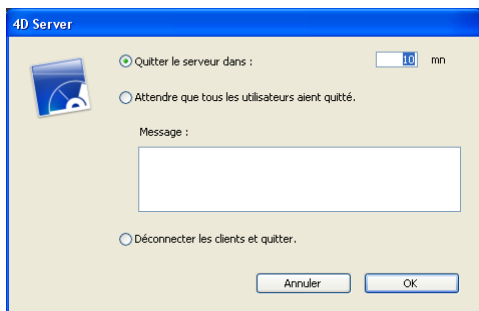 4D Server
Quitter le serveur dans : 10 mn
Attendre que tous les utilisateurs aient quitté.
Message :
Déconnecter les clients et quitter.
Annuler OK